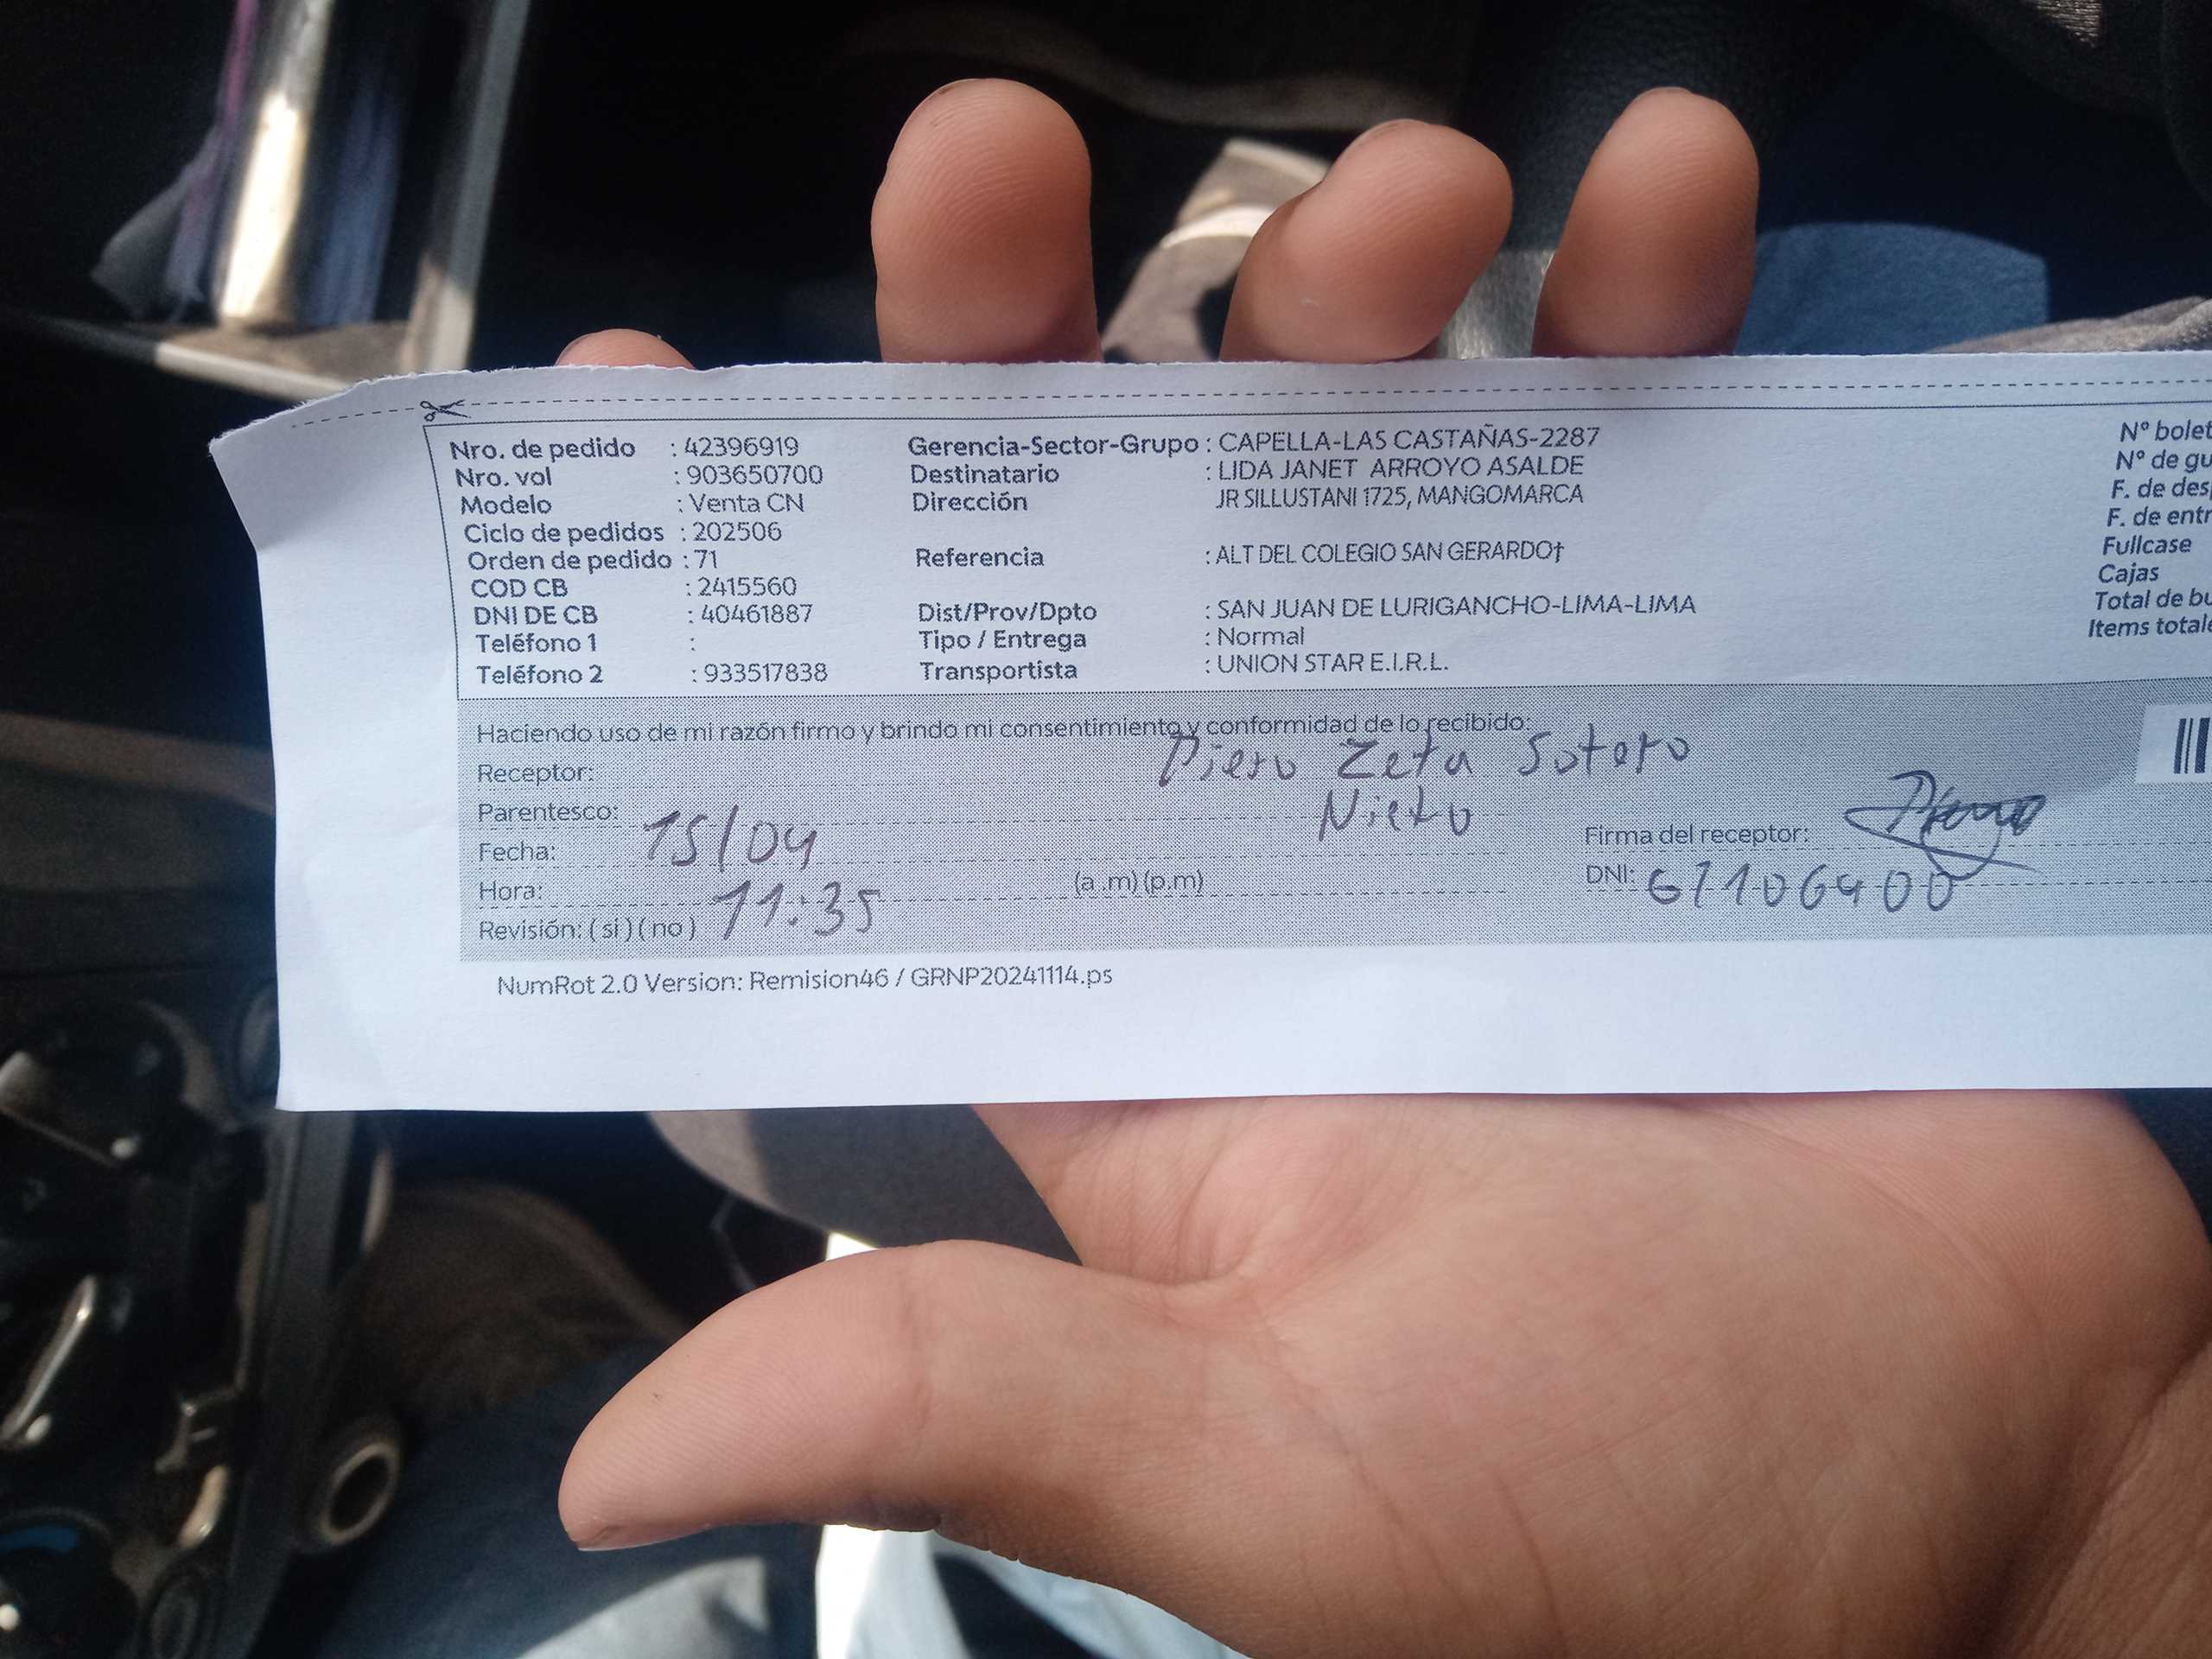 Nro. de pedido : 42396919
Nro. vol : 903650700
Modelo : Venta CN
Ciclo de pedidos : 202506
Orden de pedido : 71
COD CB : 2415560
DNI DE CB : 40461887
Teléfono 1 :
Teléfono 2 : 933517838
Gerencia-Sector-Grupo : CAPELLA-LAS CASTAÑAS-2287
Destinatario : LIDA JANET ARROYO ASALDE
Dirección JR SILLUSTANI 1725, MANGOMARCA
Referencia : ALT DEL COLEGIO SAN GERARDO†
Dist/Prov/Dpto : SAN JUAN DE LURIGANCHO-LIMA-LIMA
Tipo / Entrega : Normal
Transportista : UNION STAR E.I.R.L.
Nº bolet
Nº de gu
F. de desp
F. de entr
Fullcase
Cajas
Total de bu
Items totale
Haciendo uso de mi razón firmo y brindo mi consentimiento y conformidad de lo recibido:
Receptor: Piero Zeta Sotero
Parentesco: Nieto
Fecha: 15/04
Firma del receptor:
Hora: 11:35 (a .m) (p.m)
DNI:
Revisión: ( si ) ( no )
NumRot 2.0 Version: Remision46 / GRNP20241114.ps